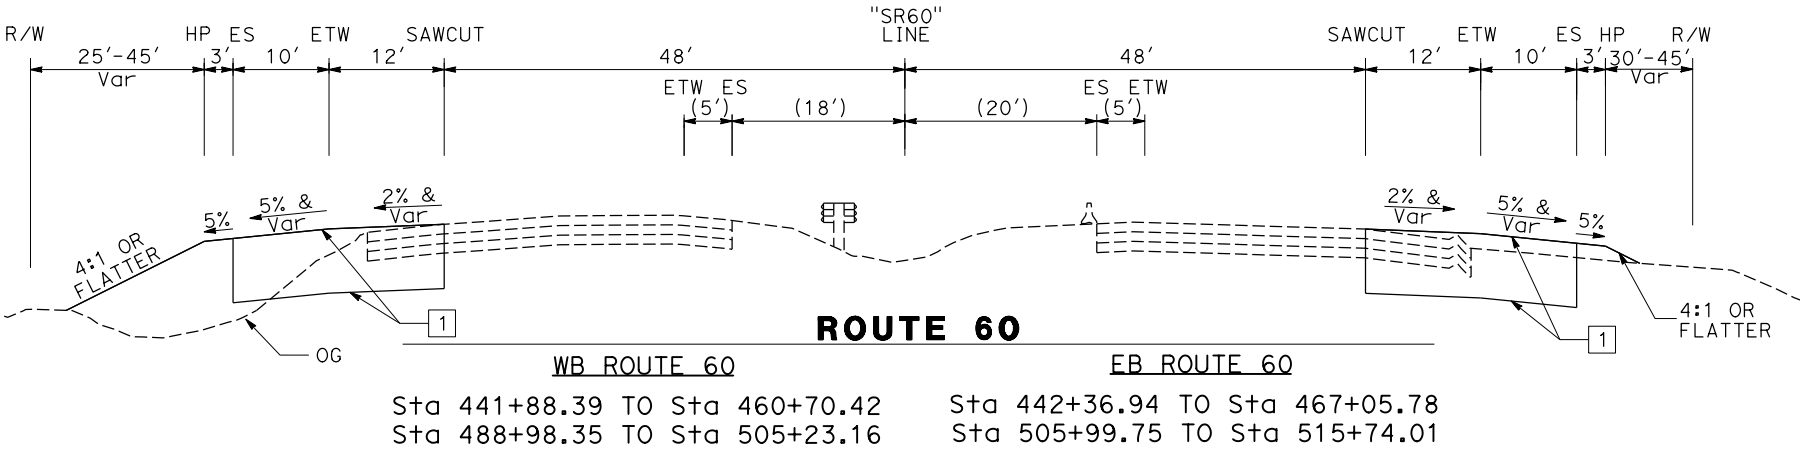 "SR60"
LINE
R/W HP ES ETW SAWCUT SAWCUT ETW ES HP R/W
25'-45' 3' 10' 12' 48' 48' 12' 10' 3' 30'-45'
Var Var
ETW ES ES ETW
(5') (18') (20') (5')
5% 5% &
Var 2% &
Var 2% &
Var 5% &
Var 5%
4:1 OR
FLATTER
4:1 OR
FLATTER
1
1
OG
ROUTE 60
WB ROUTE 60
Sta 441+88.39 TO Sta 460+70.42
Sta 488+98.35 TO Sta 505+23.16
EB ROUTE 60
Sta 442+36.94 TO Sta 467+05.78
Sta 505+99.75 TO Sta 515+74.01